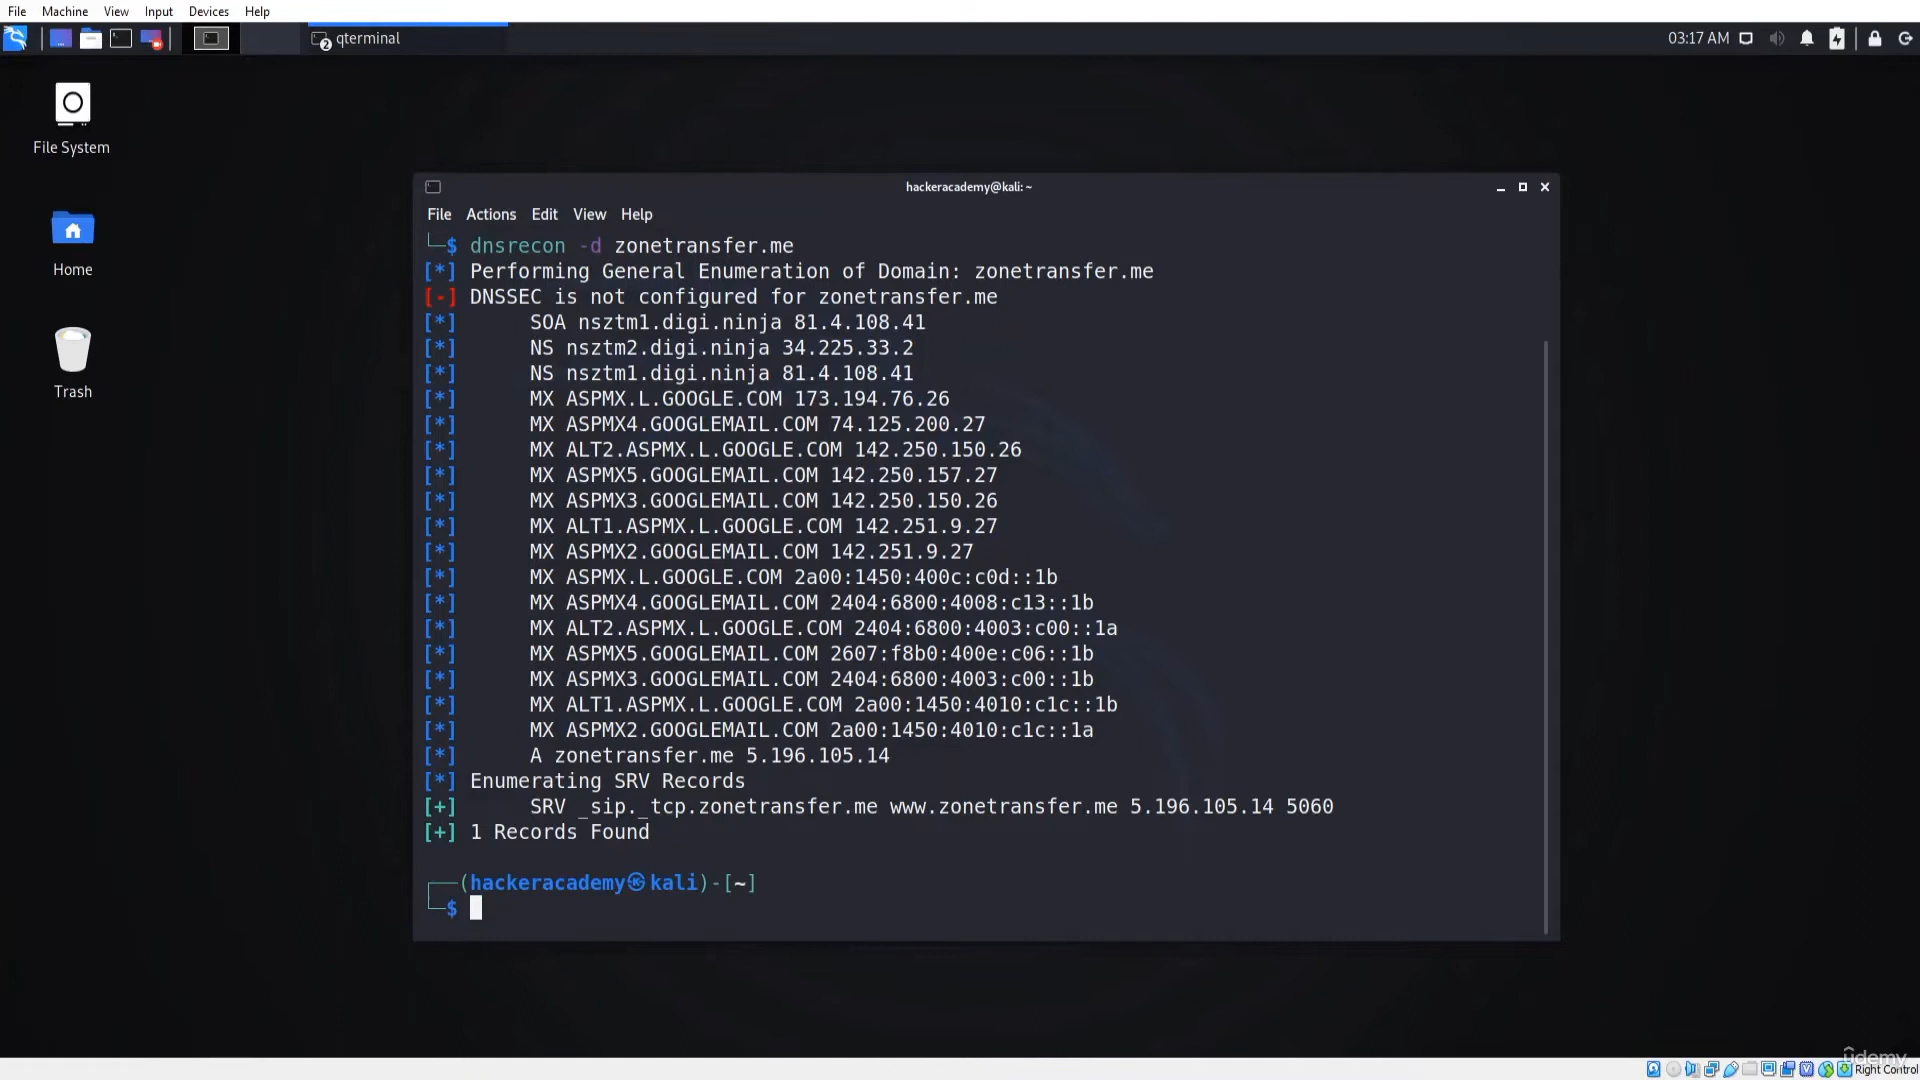 File Machine View Input Devices Help
2 qterminal
03:17 AM
File System
Home
Trash
hackeracademy@kali: ~
File Actions Edit View Help
└─$ dnsrecon -d zonetransfer.me
[*] Performing General Enumeration of Domain: zonetransfer.me
[-] DNSSEC is not configured for zonetransfer.me
[*] SOA nsztm1.digi.ninja 81.4.108.41
[*] NS nsztm2.digi.ninja 34.225.33.2
[*] NS nsztm1.digi.ninja 81.4.108.41
[*] MX ASPMX.L.GOOGLE.COM 173.194.76.26
[*] MX ASPMX4.GOOGLEMAIL.COM 74.125.200.27
[*] MX ALT2.ASPMX.L.GOOGLE.COM 142.250.150.26
[*] MX ASPMX5.GOOGLEMAIL.COM 142.250.157.27
[*] MX ASPMX3.GOOGLEMAIL.COM 142.250.150.26
[*] MX ALT1.ASPMX.L.GOOGLE.COM 142.251.9.27
[*] MX ASPMX2.GOOGLEMAIL.COM 142.251.9.27
[*] MX ASPMX.L.GOOGLE.COM 2a00:1450:400c:c0d::1b
[*] MX ASPMX4.GOOGLEMAIL.COM 2404:6800:4008:c13::1b
[*] MX ALT2.ASPMX.L.GOOGLE.COM 2404:6800:4003:c00::1a
[*] MX ASPMX5.GOOGLEMAIL.COM 2607:f8b0:400e:c06::1b
[*] MX ASPMX3.GOOGLEMAIL.COM 2404:6800:4003:c00::1b
[*] MX ALT1.ASPMX.L.GOOGLE.COM 2a00:1450:4010:c1c::1b
[*] MX ASPMX2.GOOGLEMAIL.COM 2a00:1450:4010:c1c::1a
[*] A zonetransfer.me 5.196.105.14
[*] Enumerating SRV Records
[+] SRV _sip._tcp.zonetransfer.me www.zonetransfer.me 5.196.105.14 5060
[+] 1 Records Found
┌──(hackeracademy㉿kali)-[~]
└─$
udemy
Right Control